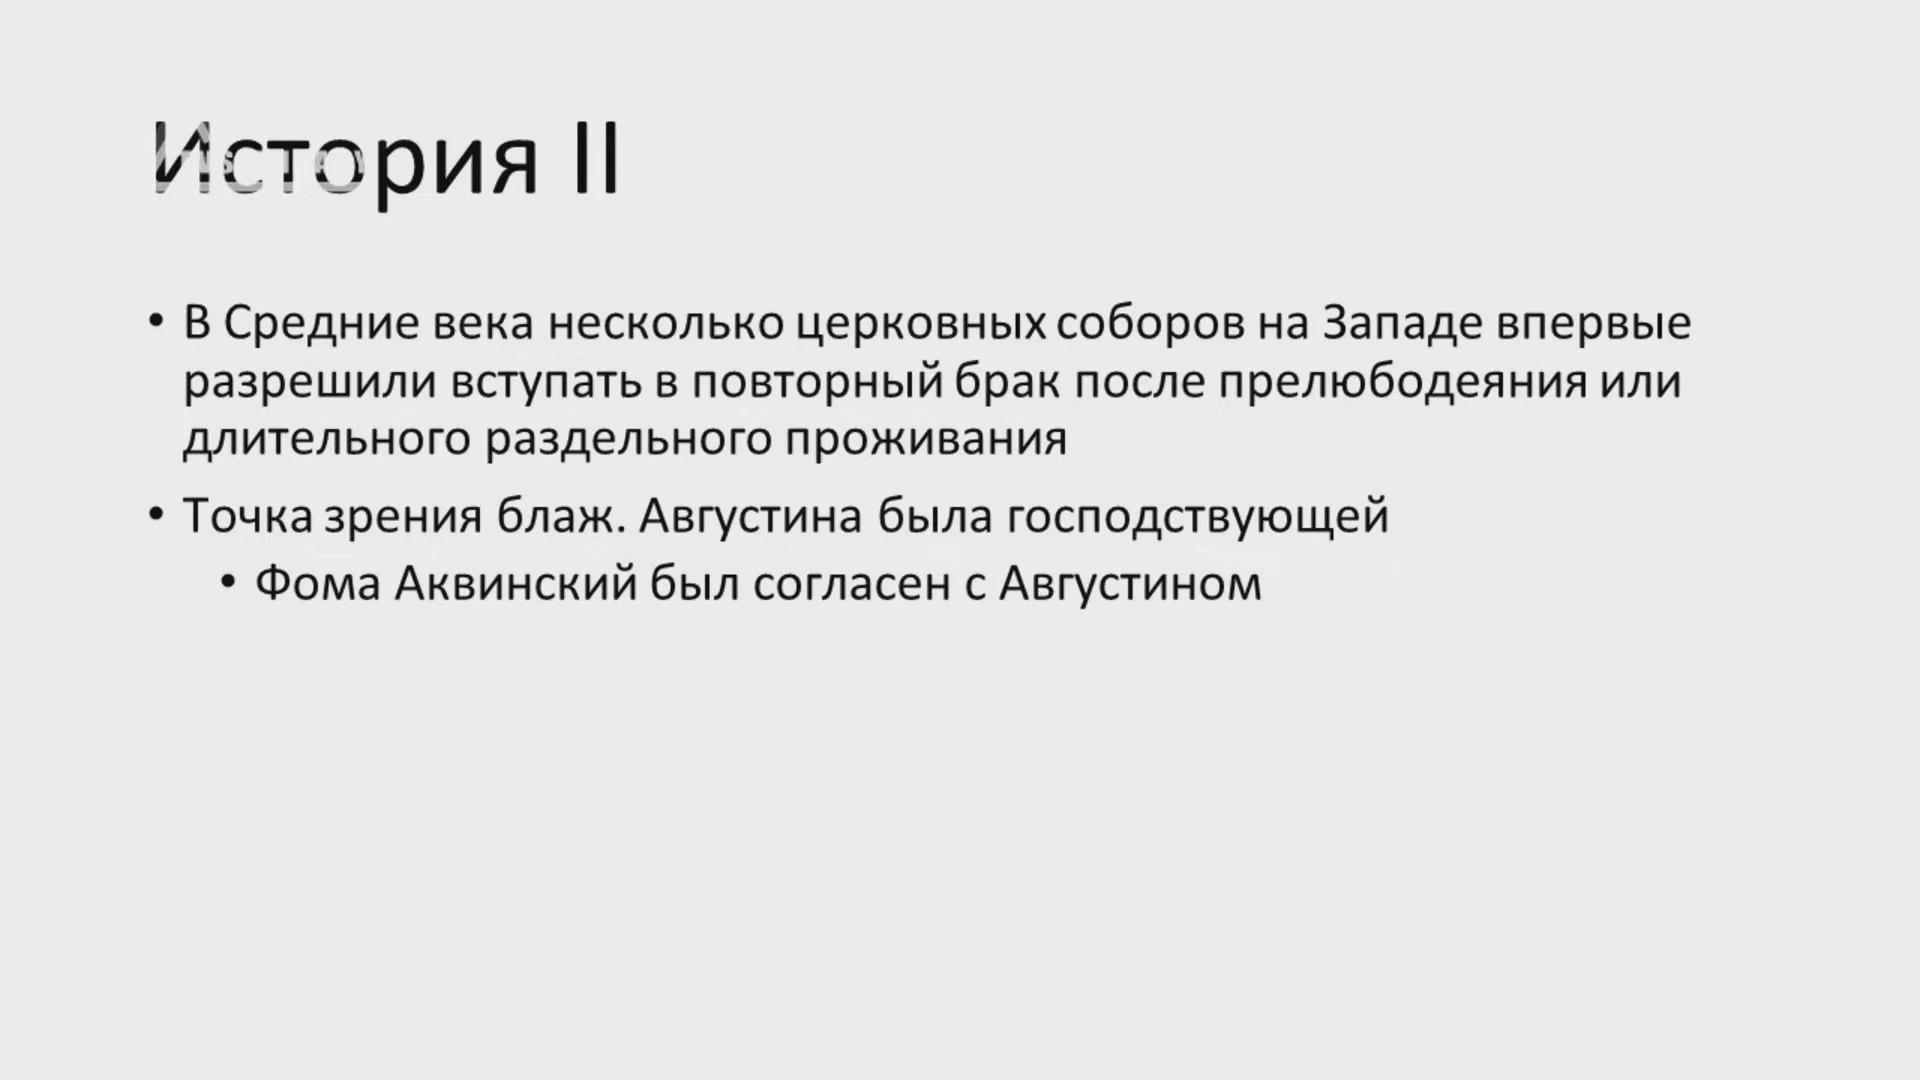 История II
• В Средние века несколько церковных соборов на Западе впервые
разрешили вступать в повторный брак после прелюбодеяния или
длительного раздельного проживания
• Точка зрения блаж. Августина была господствующей
• Фома Аквинский был согласен с Августином